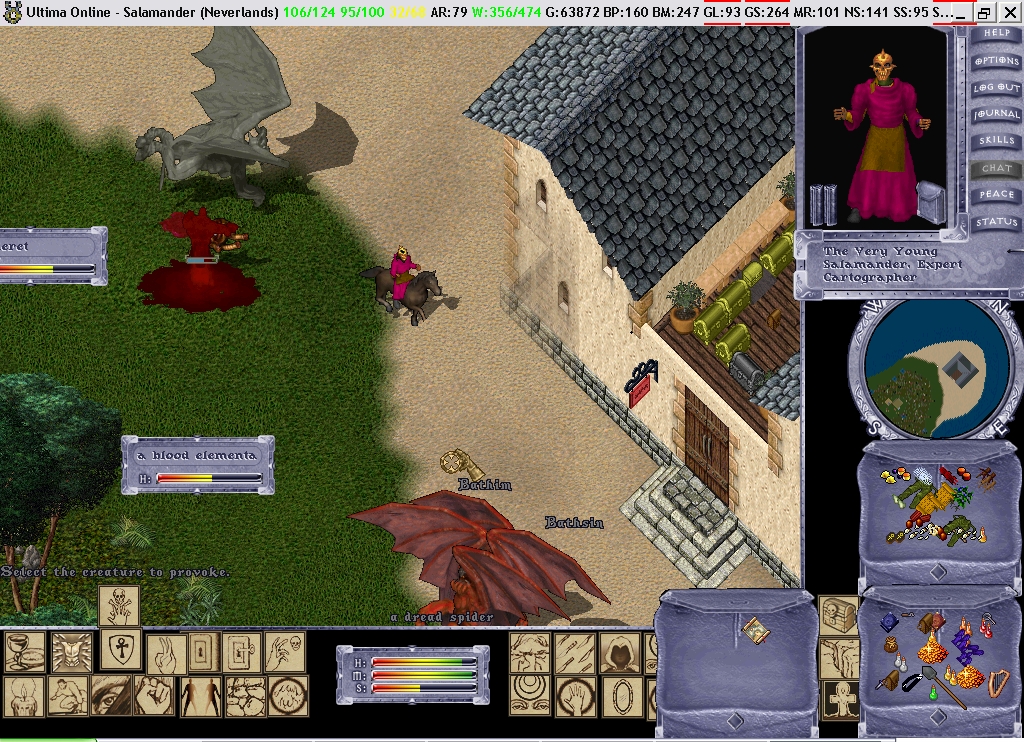 Ultima Online - Salamander (Neverlands) 106/124 95/100 32/60 AR:79 W:356/474 G:63872 BP:160 BM:247 GL:93 GS:264 MR:101 NS:141 SS:95 S...
HELP
OPTIONS
LOG OUT
JOURNAL
SKILLS
CHAT
PEACE
STATUS
The Very Young
Salamander, Expert
Cartographer
W
N
S
E
eret
a blood elementa
H:
Bathim
Bathsin
Select the creature to provoke.
a dread spider
H:
M:
S: